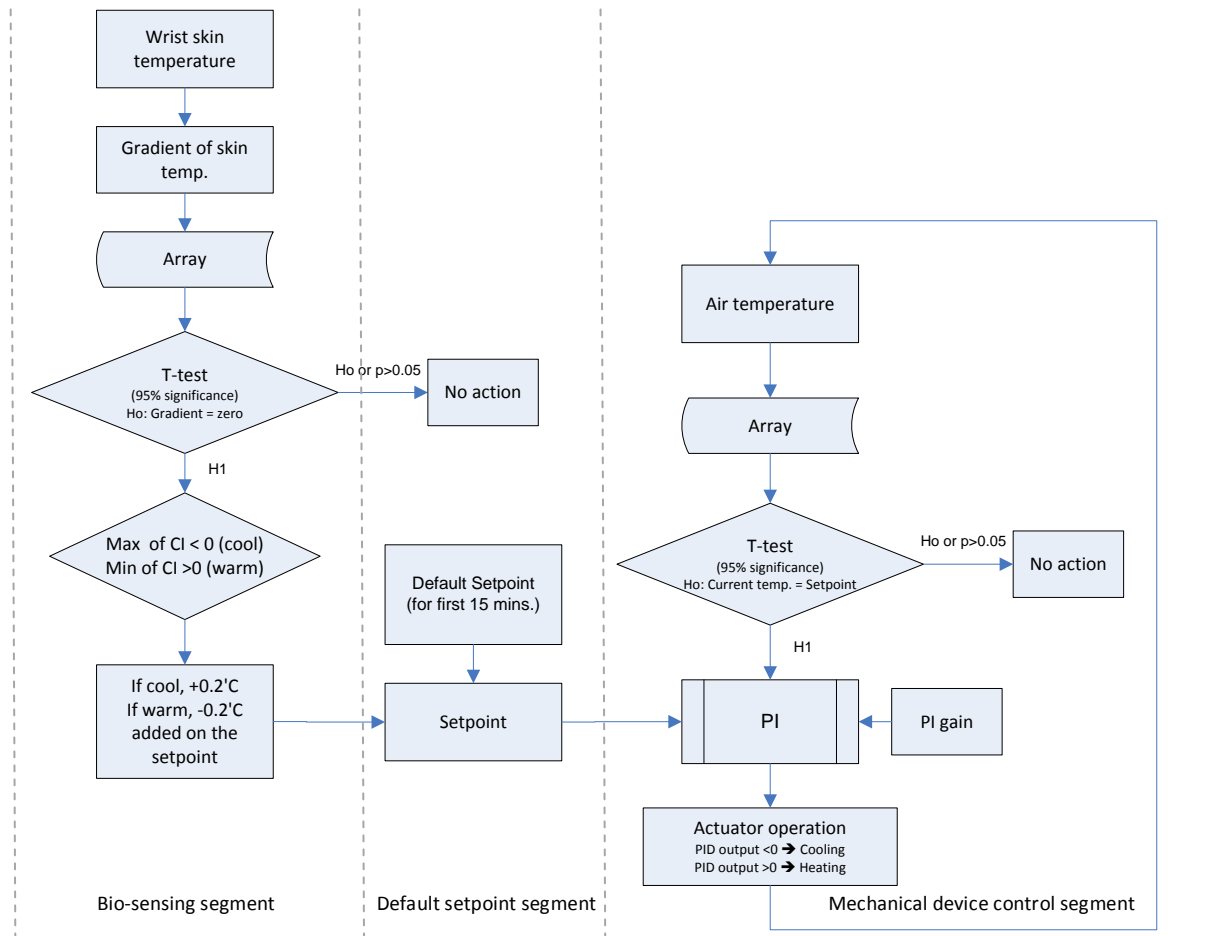 Wrist skin
temperature
Gradient of skin
temp.
Array
T-test
(95% significance)
Ho: Gradient = zero
Ho or p>0.05
No action
H1
Max  of CI < 0 (cool)
Min of CI >0 (warm)
If cool, +0.2'C
If warm, -0.2'C
added on the
setpoint
Bio-sensing segment
Default Setpoint
(for first 15 mins.)
Setpoint
Default setpoint segment
Air temperature
Array
T-test
(95% significance)
Ho: Current temp. = Setpoint
Ho or p>0.05
No action
H1
PI
PI gain
Actuator operation
PID output <0 🡺 Cooling
PID output >0 🡺 Heating
Mechanical device control segment